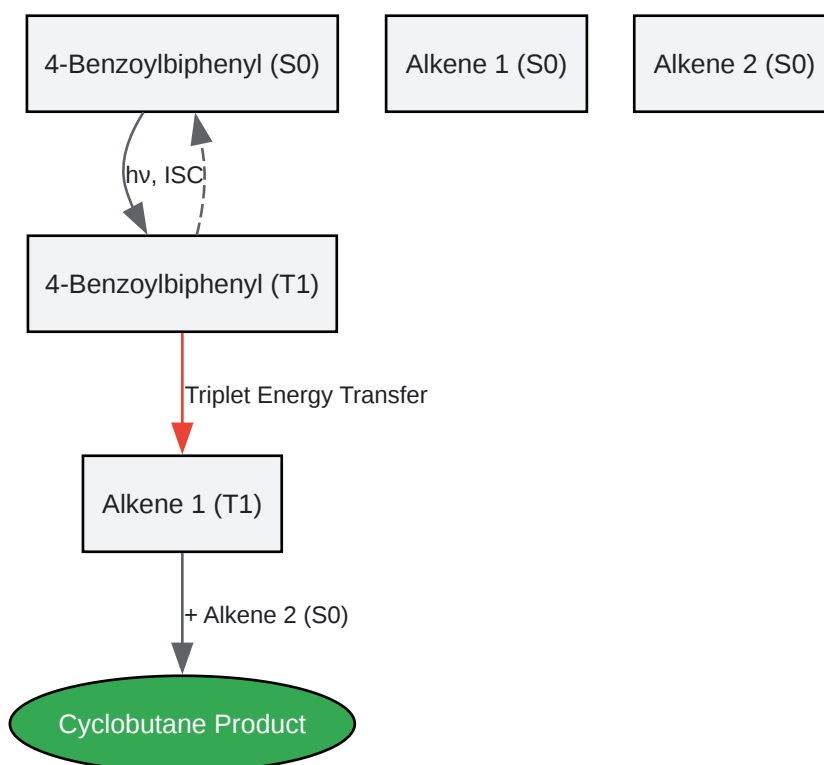 4-Benzoylbiphenyl (S0)
Alkene 1 (S0)
Alkene 2 (S0)
hν, ISC
4-Benzoylbiphenyl (T1)
Triplet Energy Transfer
Alkene 1 (T1)
+ Alkene 2 (S0)
Cyclobutane Product